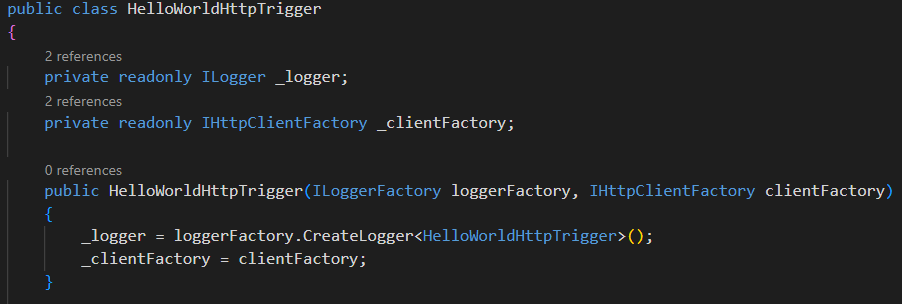 public class HelloWorldHttpTrigger
{
2 references
private readonly ILogger _logger;
2 references
private readonly IHttpClientFactory _clientFactory;
0 references
public HelloWorldHttpTrigger(ILoggerFactory loggerFactory, IHttpClientFactory clientFactory)
{
_logger = loggerFactory.CreateLogger<HelloWorldHttpTrigger>();
_clientFactory = clientFactory;
}